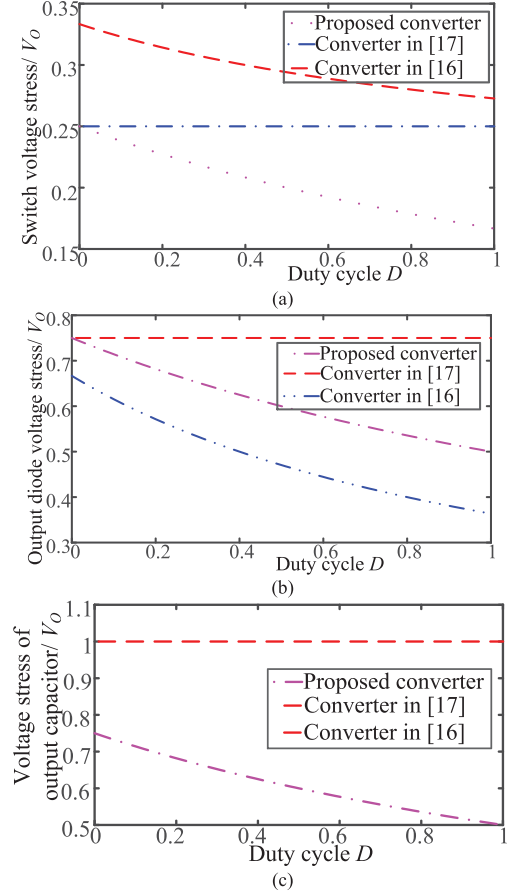 0.35
Proposed converter
Converter in [17]
Converter in [16]
0.3
0.25
0.2
0.15
Switch voltage stress/ VO
0 0.2 0.4 0.6 0.8 1
Duty cycle D
(a)
0.8
0.7
0.6
0.5
0.4
0.3
Output diode voltage stress/ VO
Proposed converter
Converter in [17]
Converter in [16]
0 0.2 0.4 0.6 0.8 1
Duty cycle D
(b)
1.1
1
0.9
0.8
0.7
0.6
0.5
Voltage stress of
output capacitor/ VO
Proposed converter
Converter in [17]
Converter in [16]
0 0.2 0.4 0.6 0.8 1
Duty cycle D
(c)